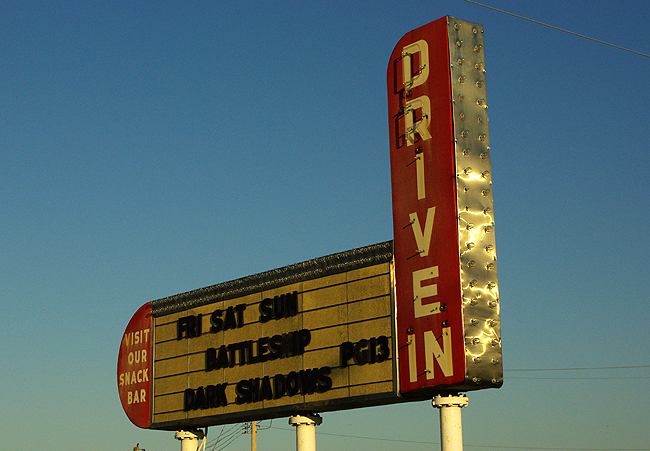 DRIVE IN
VISIT
OUR
SNACK
BAR
FRI SAT SUN
BATTLESHIP
PG13
DARK SHADOWS